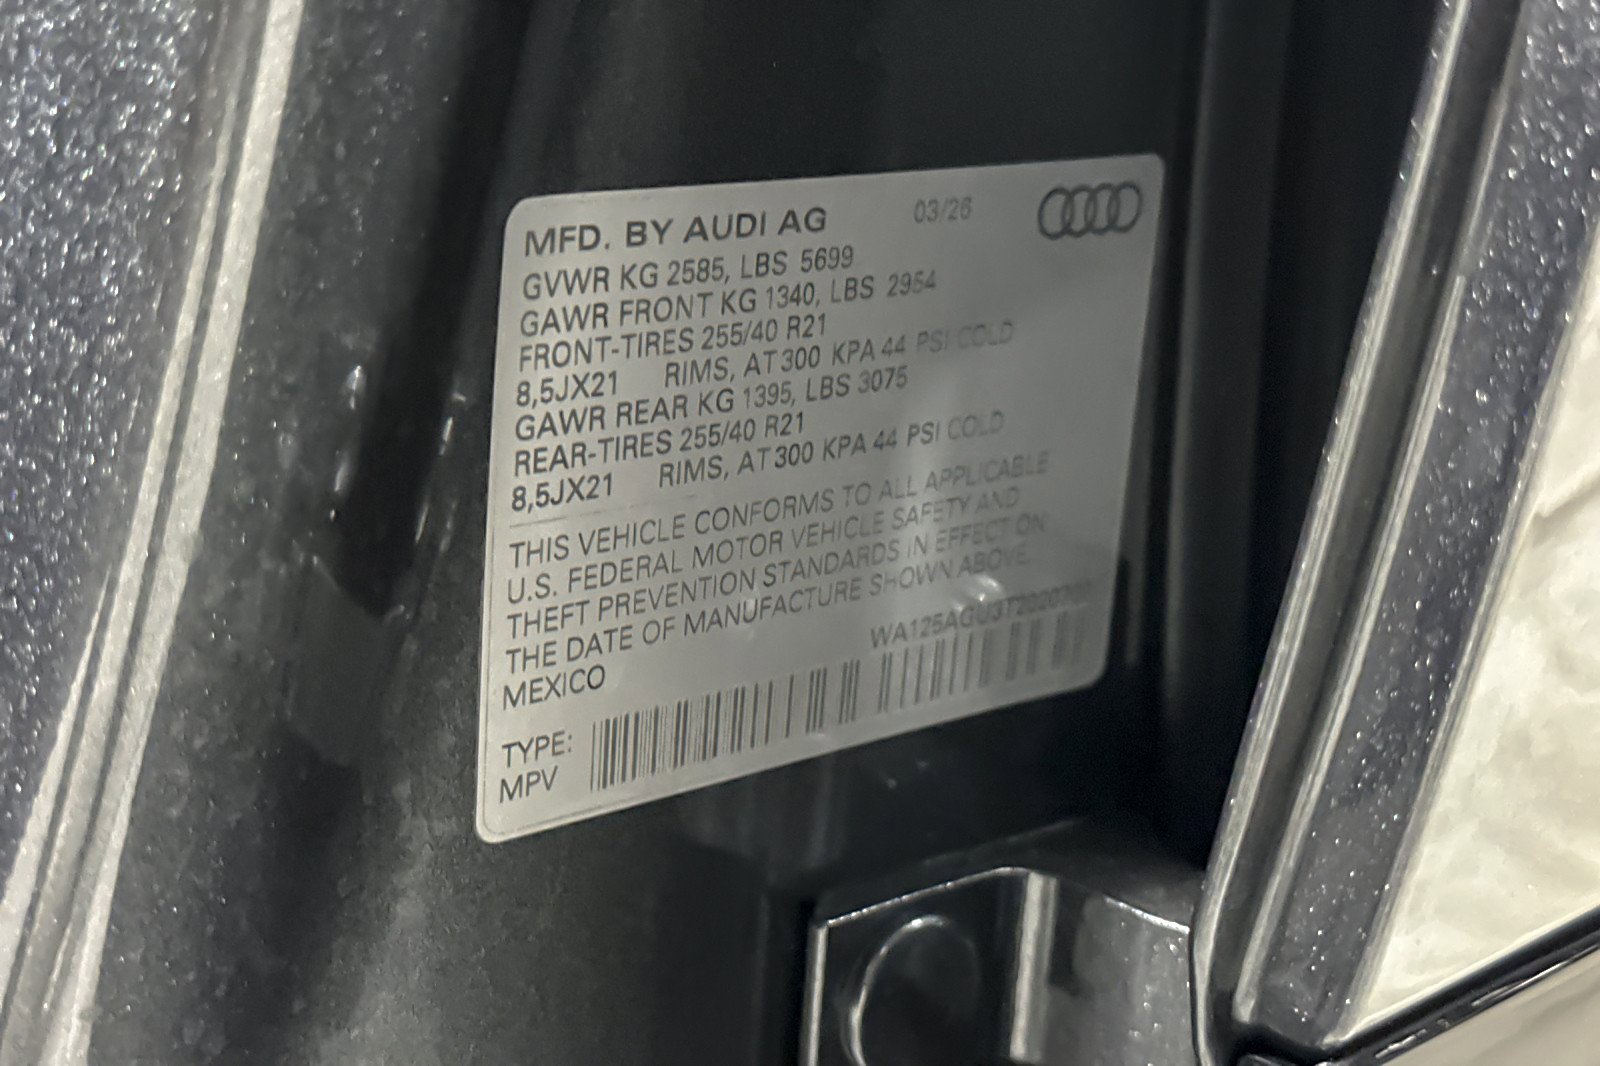 MFD. BY AUDI AG 03/26
GVWR KG 2585, LBS 5699
GAWR FRONT KG 1340, LBS 2954
FRONT-TIRES 255/40 R21
8,5JX21 RIMS, AT 300 KPA 44 PSI COLD
GAWR REAR KG 1395, LBS 3075
REAR-TIRES 255/40 R21
8,5JX21 RIMS, AT 300 KPA 44 PSI COLD
THIS VEHICLE CONFORMS TO ALL APPLICABLE
U.S. FEDERAL MOTOR VEHICLE SAFETY AND
THEFT PREVENTION STANDARDS IN EFFECT ON
THE DATE OF MANUFACTURE SHOWN ABOVE.
MEXICO
TYPE:
MPV